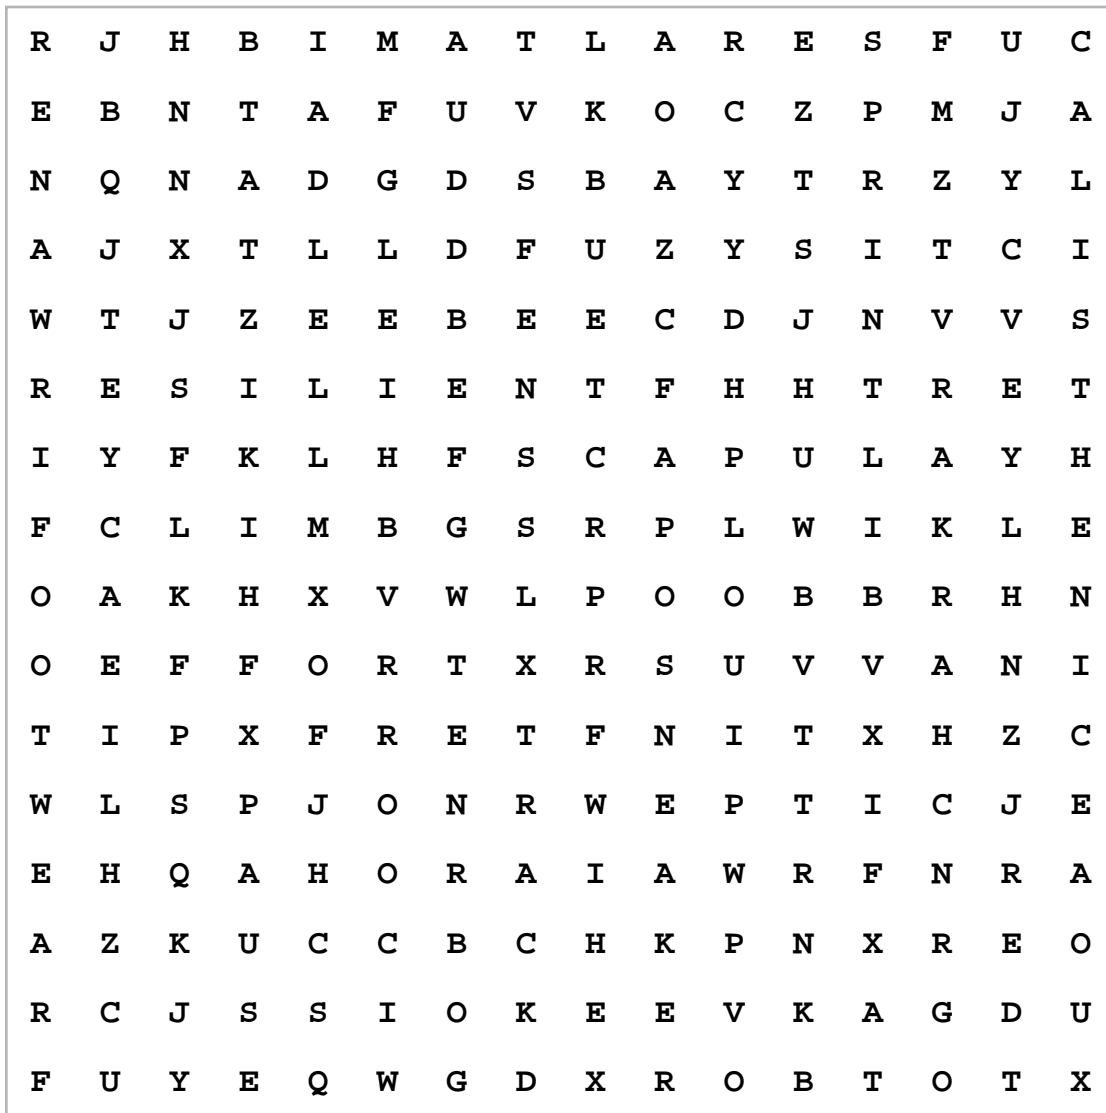 R J H B I M A T L A R E S F U C
E B N T A F U V K O C Z P M J A
N Q N A D G D S B A Y T R Z Y L
A J X T L L D F U Z Y S I T C I
W T J Z E E B E E C D J N V V S
R E S I L I E N T F H H T R E T
I Y F K L H F S C A P U L A Y H
F C L I M B G S R P L W I K L E
O A K H X V W L P O O B B R H N
O E F F O R T X R S U V V A N I
T I P X F R E T F N I T X H Z C
W L S P J O N R W E P T I C J E
E H Q A H O R A I A W R F N R A
A Z K U C C B C H K P N X R E O
R C J S S I O K E E V K A G D U
F U Y E Q W G D X R O B T O T X